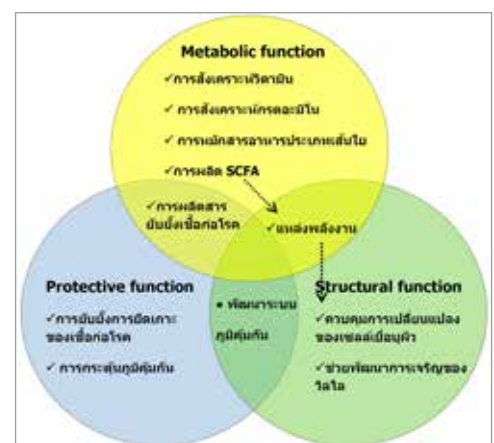 Metabolic function
✓การสังเคราะห์วิตามิน
✓ การสังเคราะห์กรดอะมิโน
✓ การหมักสารอาหารประเภทเส้นใย
✓การผลิต SCFA
✓การผลิตสาร
ยับยั้งเชื้อก่อโรค
✓แหล่งพลังงาน
Protective function
✓การยับยั้งการยึดเกาะ
ของเชื้อก่อโรค
✓ การกระตุ้นภูมิคุ้มกัน
• พัฒนาระบบ
ภูมิคุ้มกัน
Structural function
✓ควบคุมการเปลี่ยนแปลง
ของเซลล์เยื่อบุผิว
✓ช่วยพัฒนาการเจริญของ
วิลไล